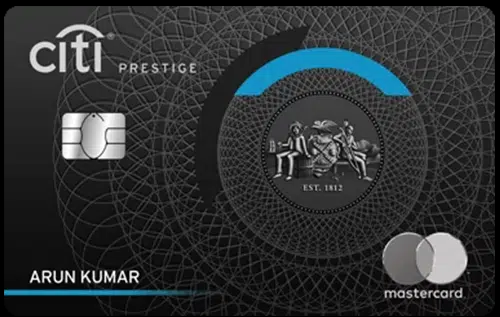 citi®
PRESTIGE
EST. 1812
ARUN KUMAR
mastercard